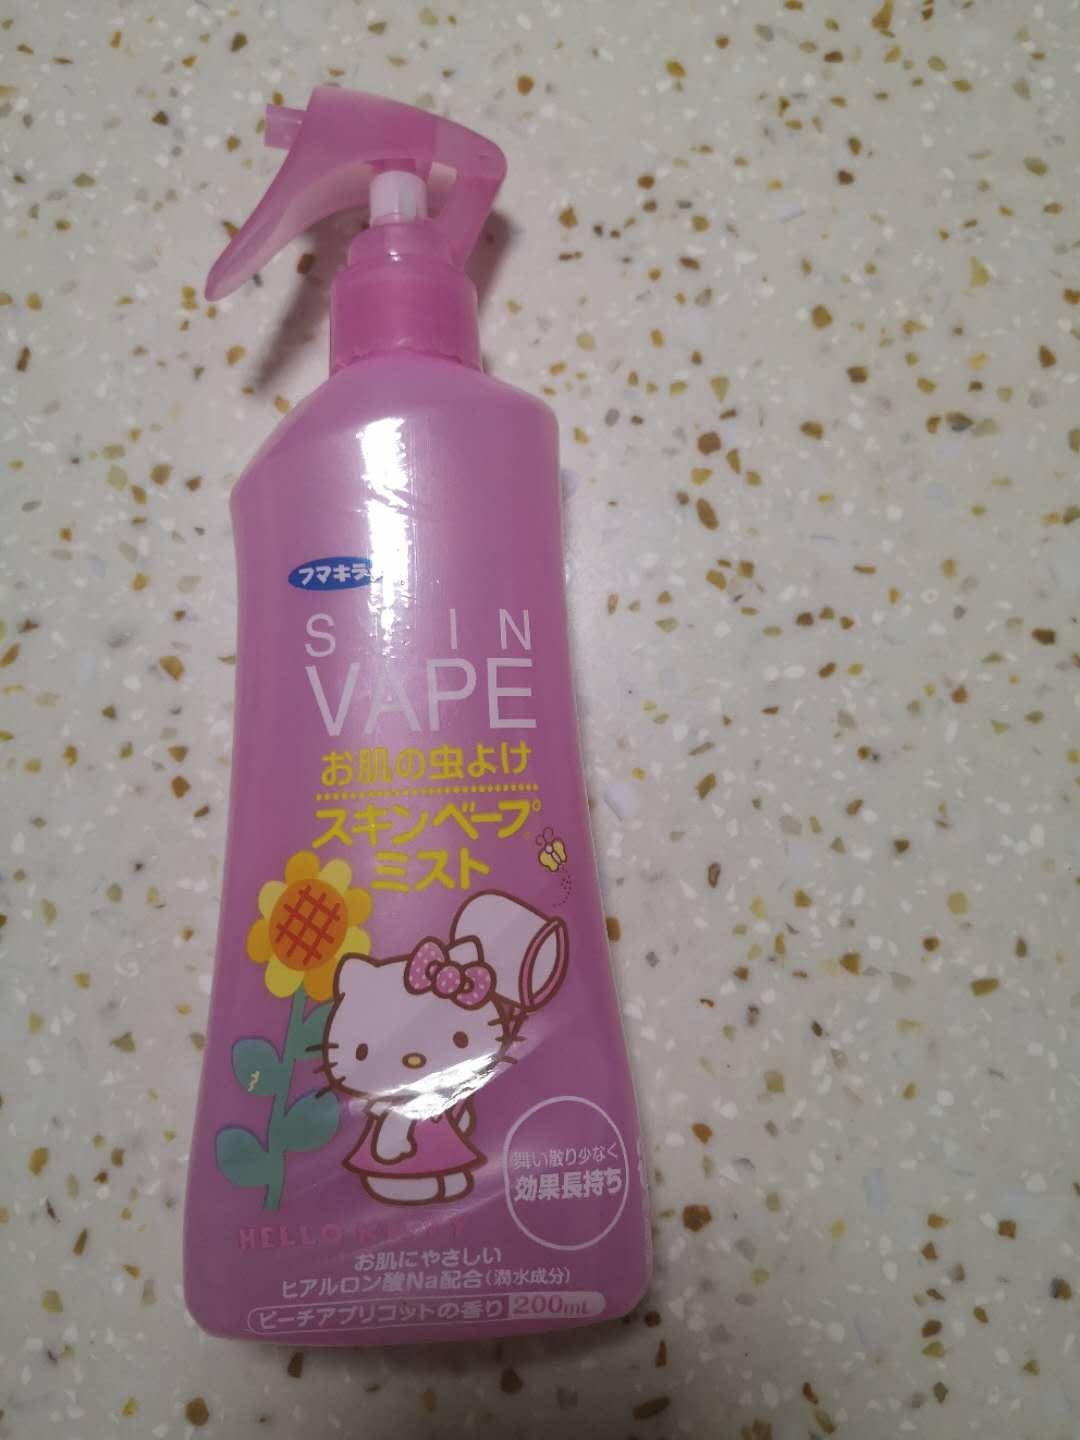 フマキラー
SKIN
VAPE
お肌の虫よけ
スキンベープ
ミスト
舞い散り少なく
効果長持ち
HELLO KITTY
お肌にやさしい
ヒアルロン酸Na配合(潤水成分)
ピーチアプリコットの香り 200mL